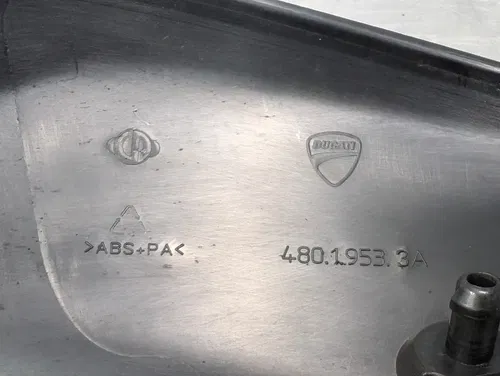 DUCATI
>ABS+PA<
480.1953.3A